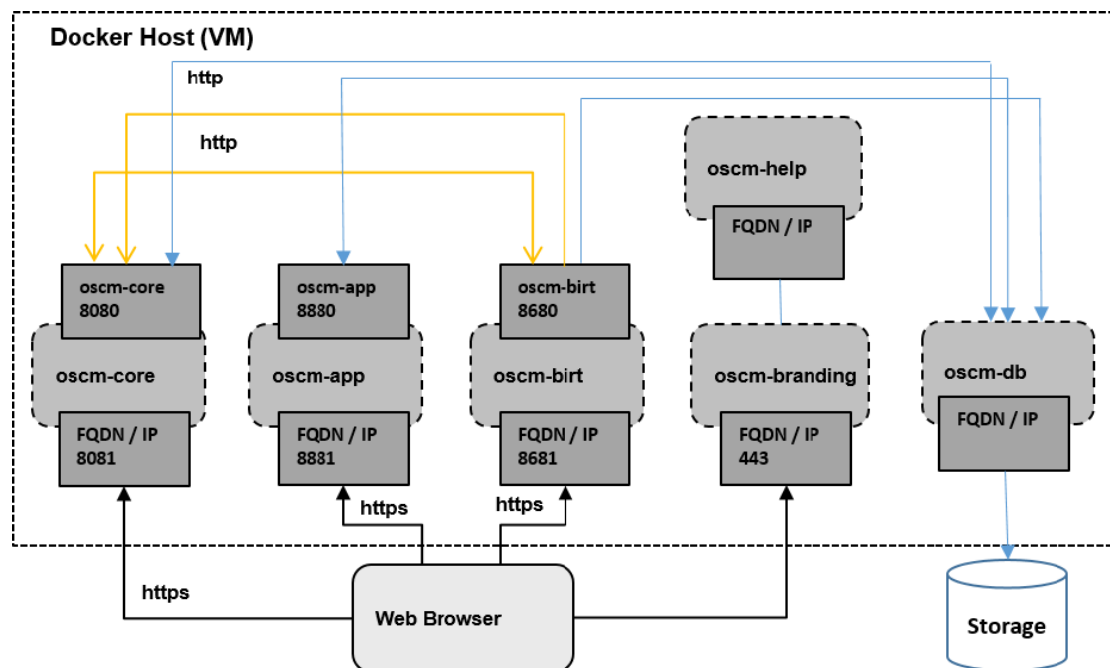 Docker Host (VM)
http
http
oscm-help
FQDN / IP
oscm-core
8080
oscm-app
8880
oscm-birt
8680
oscm-core
oscm-app
oscm-birt
oscm-branding
oscm-db
FQDN / IP
8081
FQDN / IP
8881
FQDN / IP
8681
FQDN / IP
443
FQDN / IP
https
https
https
Web Browser
Storage